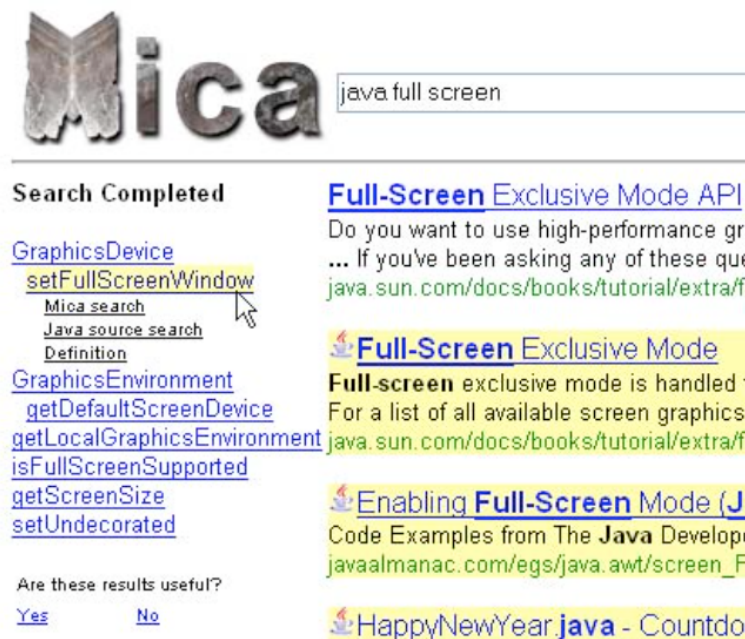 Mica
java full screen
Search Completed
GraphicsDevice
setFullScreenWindow
Mica search
Java source search
Definition
GraphicsEnvironment
getDefaultScreenDevice
getLocalGraphicsEnvironment
isFullScreenSupported
getScreenSize
setUndecorated
Are these results useful?
Yes No
Full-Screen Exclusive Mode API
Do you want to use high-performance gr
... If you've been asking any of these que
java.sun.com/docs/books/tutorial/extra/f
Full-Screen Exclusive Mode
Full-screen exclusive mode is handled
For a list of all available screen graphics
java.sun.com/docs/books/tutorial/extra/f
Enabling Full-Screen Mode (J
Code Examples from The Java Develope
javaalmanac.com/egs/java.awt/screen_F
HappyNewYear.java - Countdo